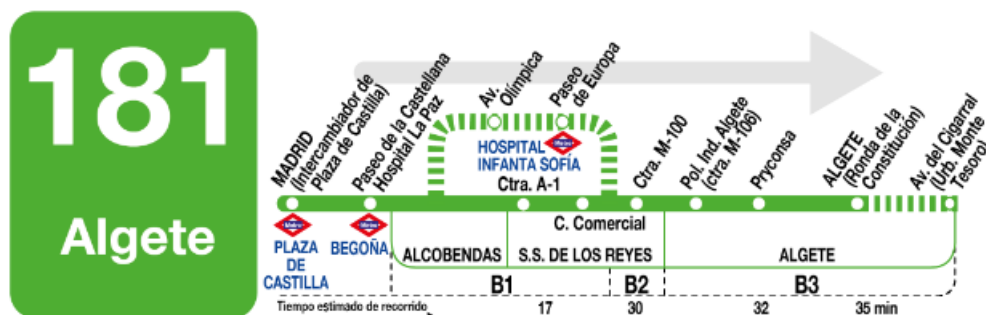 181
Algete
MADRID
(Intercambiador de
Plaza de Castilla)
Paseo de la Castellana
Hospital La Paz
Av.
Olímpica
Paseo
de Europa
Ctra. M-100
Pol. Ind. Algete
(ctra. M-106)
Pryconsa
ALGETE
(Ronda de la
Constitución)
Av. del Cigarral
(Urb. Monte
Tesoro)
HOSPITAL
INFANTA SOFÍA
Ctra. A-1
C. Comercial
PLAZA
DE
CASTILLA
BEGOÑA
ALCOBENDAS
S.S. DE LOS REYES
ALGETE
B1
B2
B3
Tiempo estimado de recorrido
17
30
32
35 min